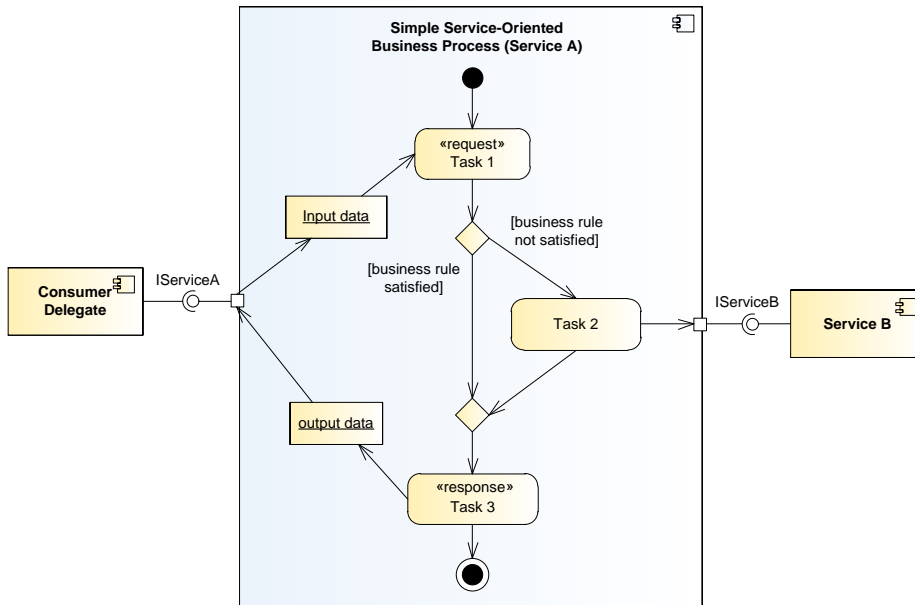 Simple Service-Oriented
Business Process (Service A)
«request»
Task 1
Input data
[business rule
not satisfied]
[business rule
satisfied]
IServiceA
Consumer
Delegate
Task 2
IServiceB
Service B
output data
«response»
Task 3